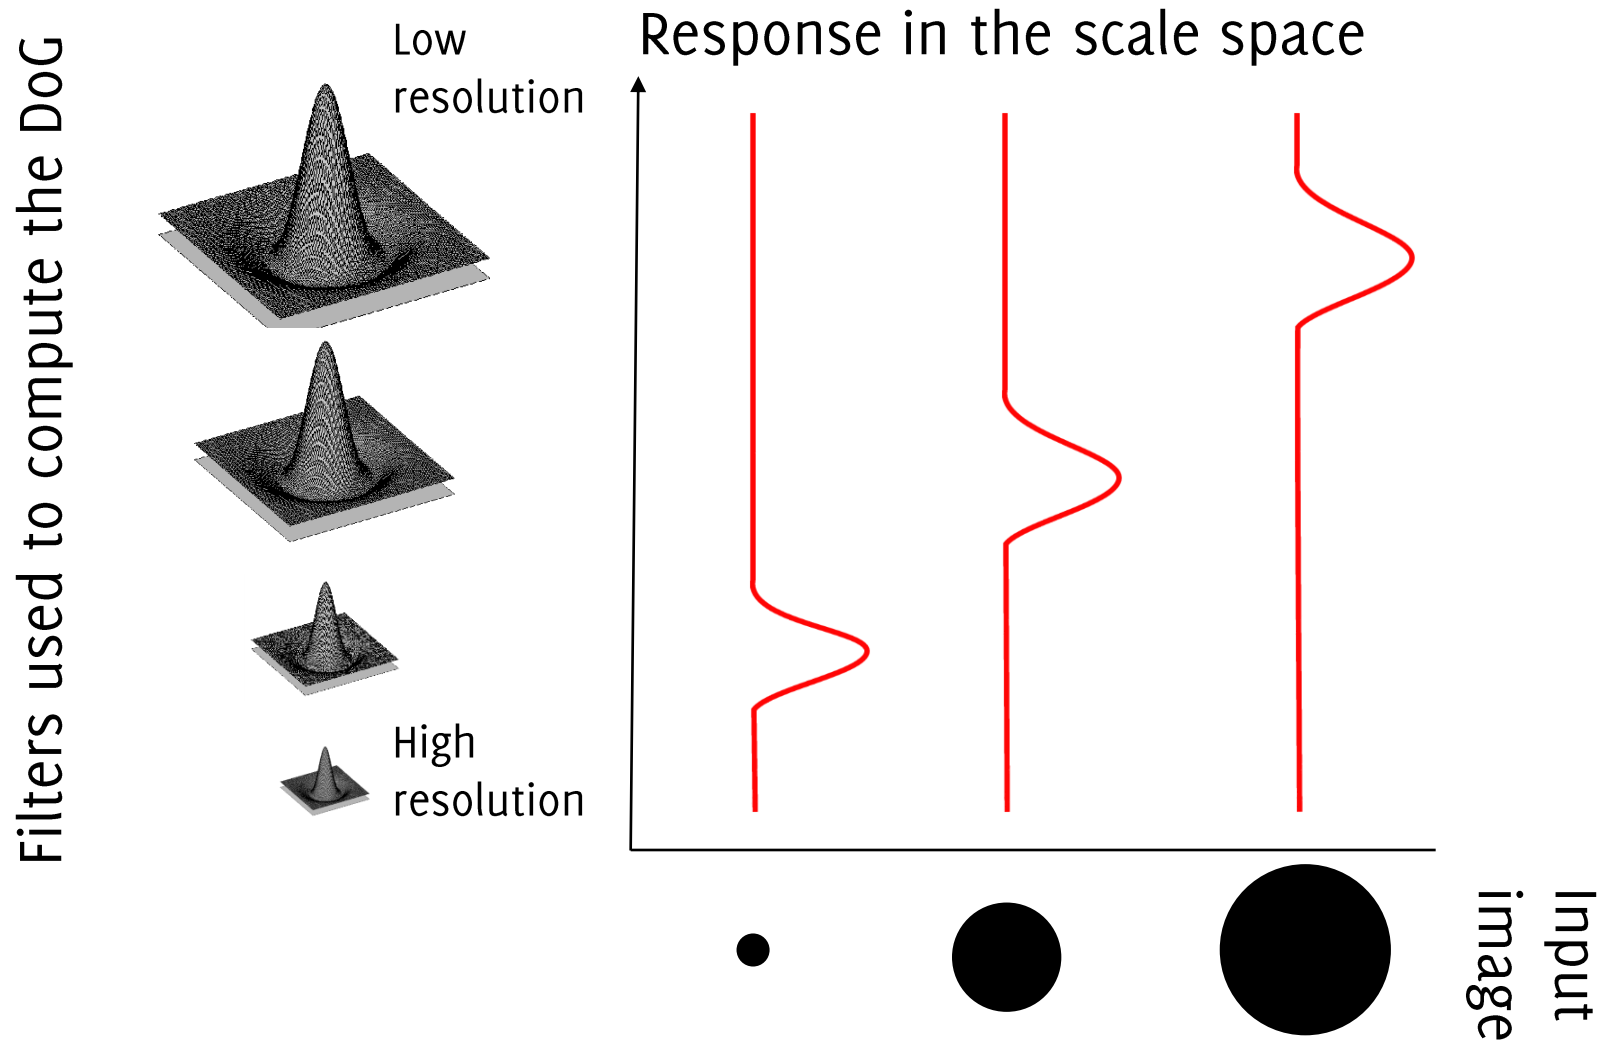 Filters used to compute the DoG
Low
resolution
High
resolution
Response in the scale space
Input
image